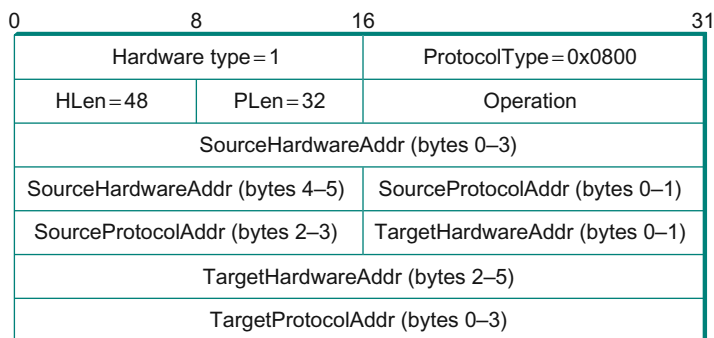 0 8 16 31
Hardware type=1 ProtocolType=0x0800
HLen=48 PLen=32 Operation
SourceHardwareAddr (bytes 0–3)
SourceHardwareAddr (bytes 4–5) SourceProtocolAddr (bytes 0–1)
SourceProtocolAddr (bytes 2–3) TargetHardwareAddr (bytes 0–1)
TargetHardwareAddr (bytes 2–5)
TargetProtocolAddr (bytes 0–3)